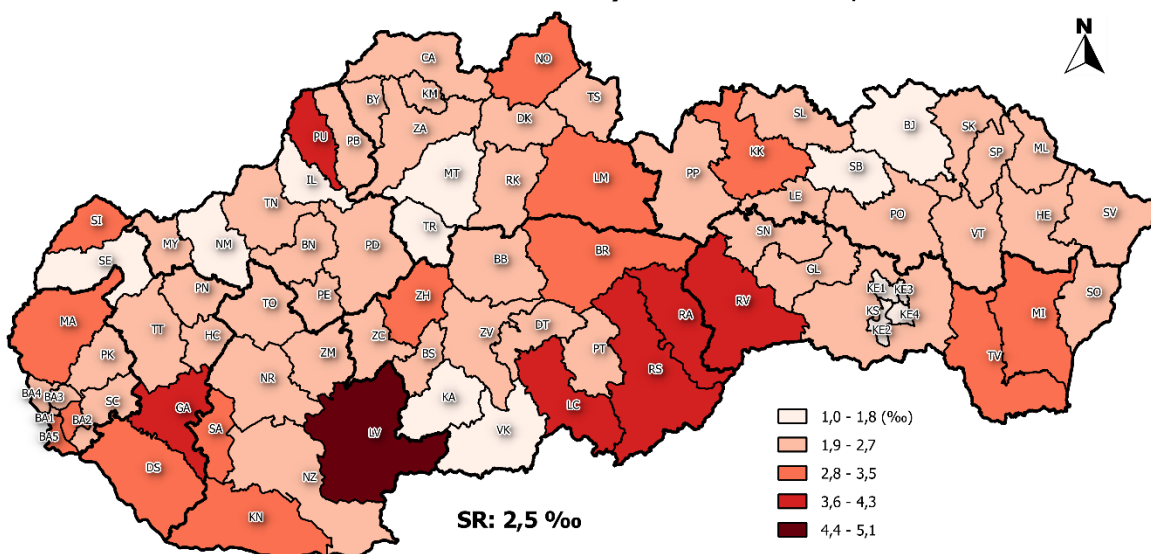 N
CA
NO
BY
KM
TS
PU
PB
ZA
DK
SL
BJ
SK
SP
ML
KK
IL
MT
RK
LM
PP
SB
TN
LE
PO
HE
SV
SI
MY
NM
BN
PD
TR
BB
BR
SN
VT
SE
GL
PN
TO
PE
ZH
KE1
KE3
MA
RV
RA
KS
KE4
MI
SO
TT
HC
ZM
ZC
BS
ZV
DT
PT
KE2
TV
PK
NR
RS
BA4
BA3
SC
GA
KA
LC
BA1
BA2
SA
LV
VK
BA5
DS
NZ
KN
SR: 2,5 ‰
1,0 - 1,8 (‰)
1,9 - 2,7
2,8 - 3,5
3,6 - 4,3
4,4 - 5,1